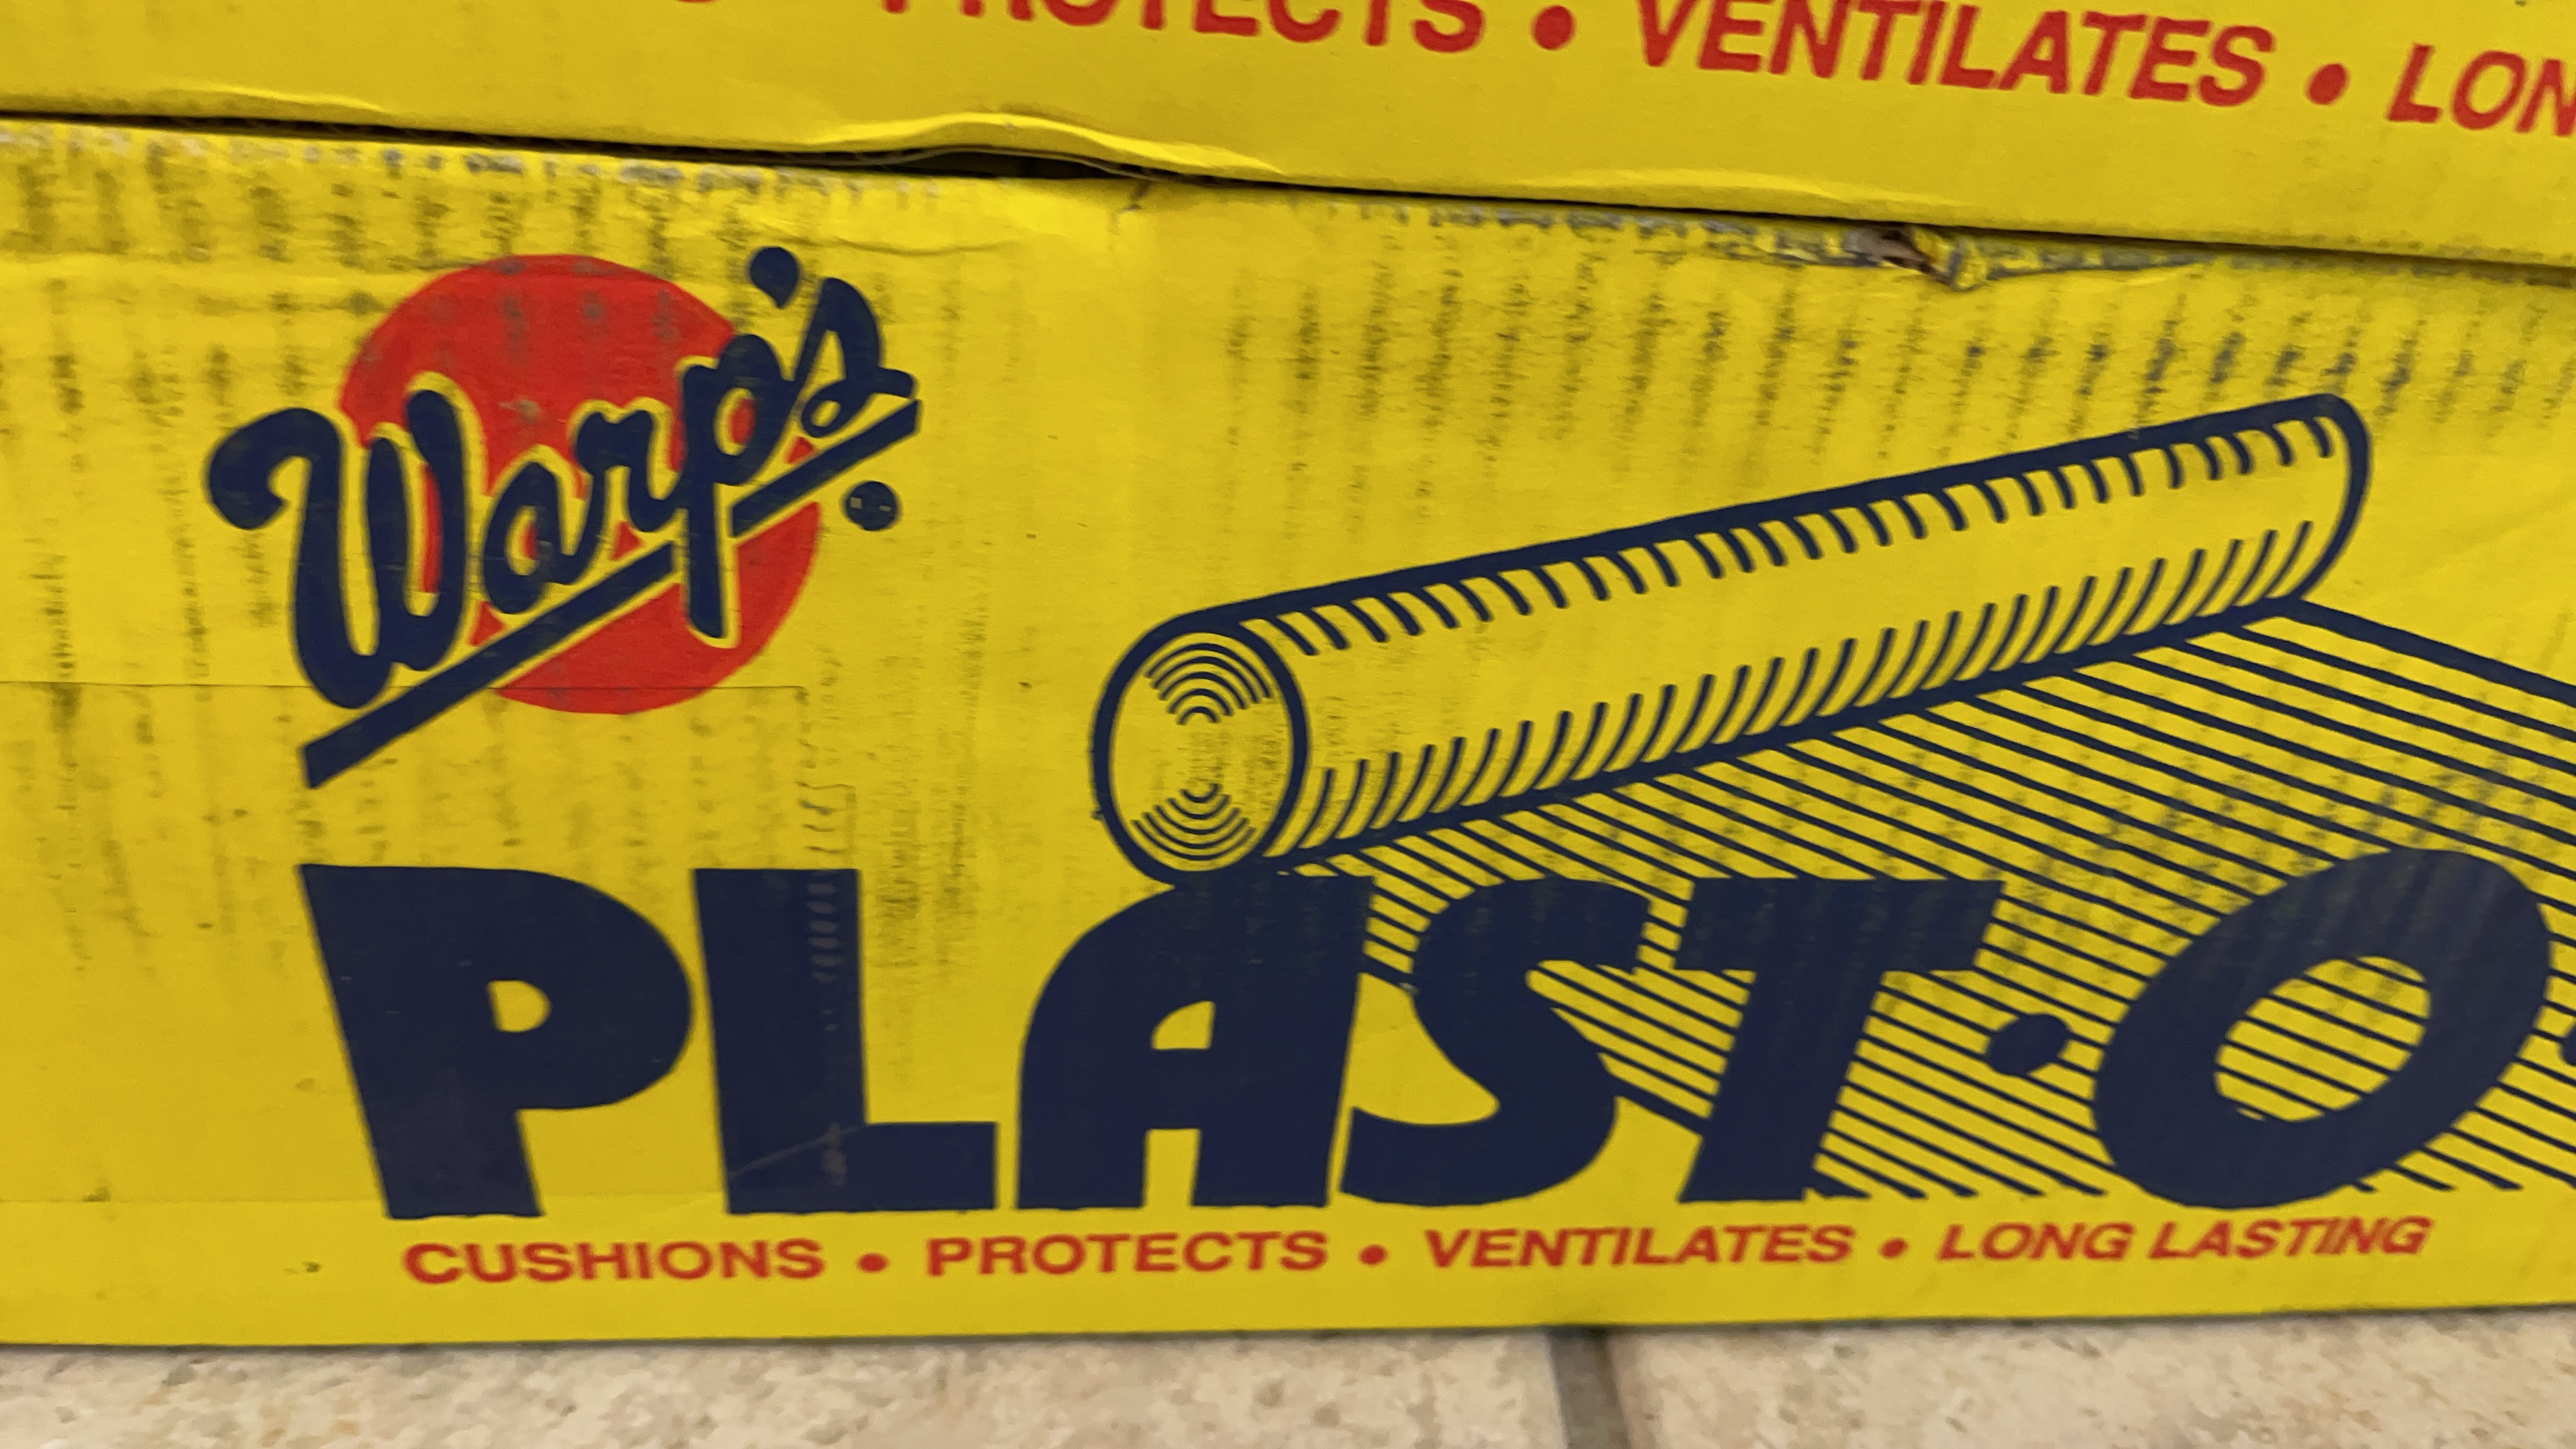 PROTECTS • VENTILATES • LON
Warp's
PLAST·O
CUSHIONS • PROTECTS • VENTILATES • LONG LASTING